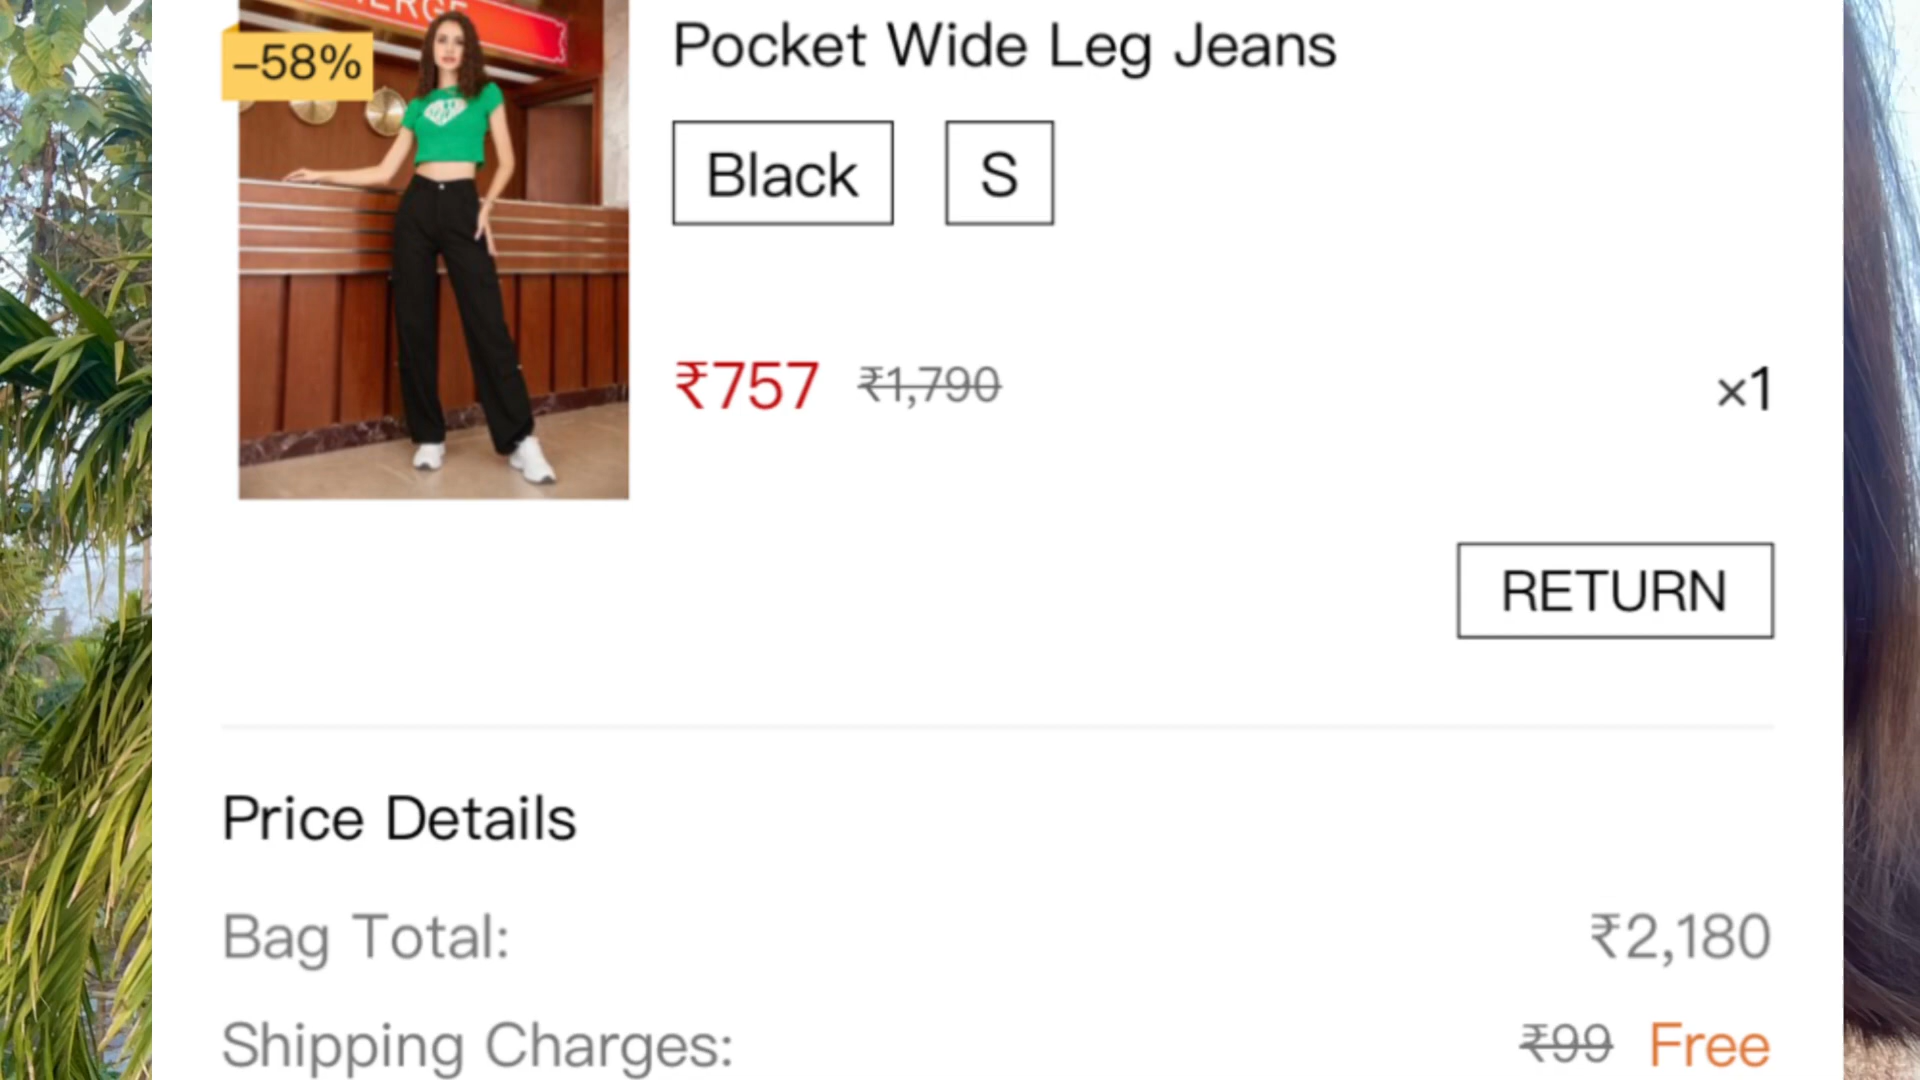 –58%
Pocket Wide Leg Jeans
Black S
₹757 ₹1,790 ×1
RETURN
Price Details
Bag Total: ₹2,180
Shipping Charges: ₹99 Free